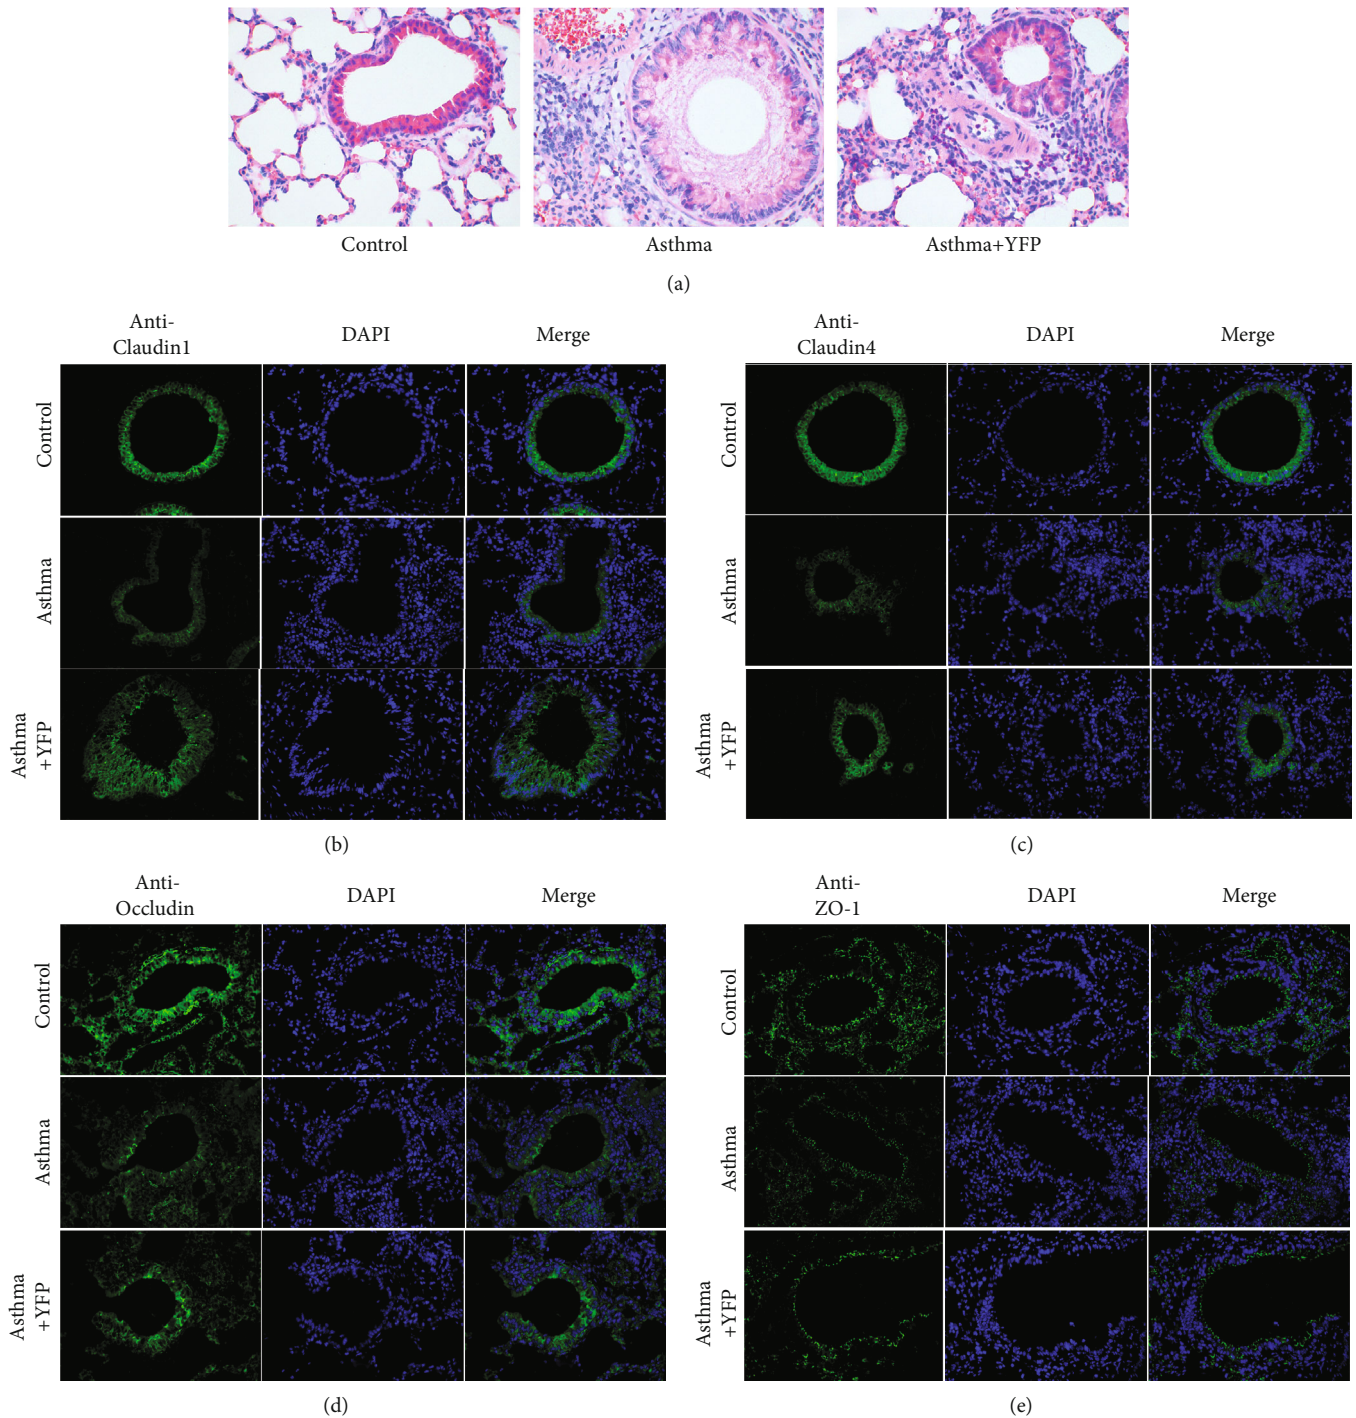 Control
Asthma
Asthma+YFP
(a)
Anti-
Claudin1
DAPI
Merge
Control
Asthma
Asthma
+YFP
(b)
Anti-
Claudin4
DAPI
Merge
Control
Asthma
Asthma
+YFP
(c)
Anti-
Occludin
DAPI
Merge
Control
Asthma
Asthma
+YFP
(d)
Anti-
ZO-1
DAPI
Merge
Control
Asthma
Asthma
+YFP
(e)